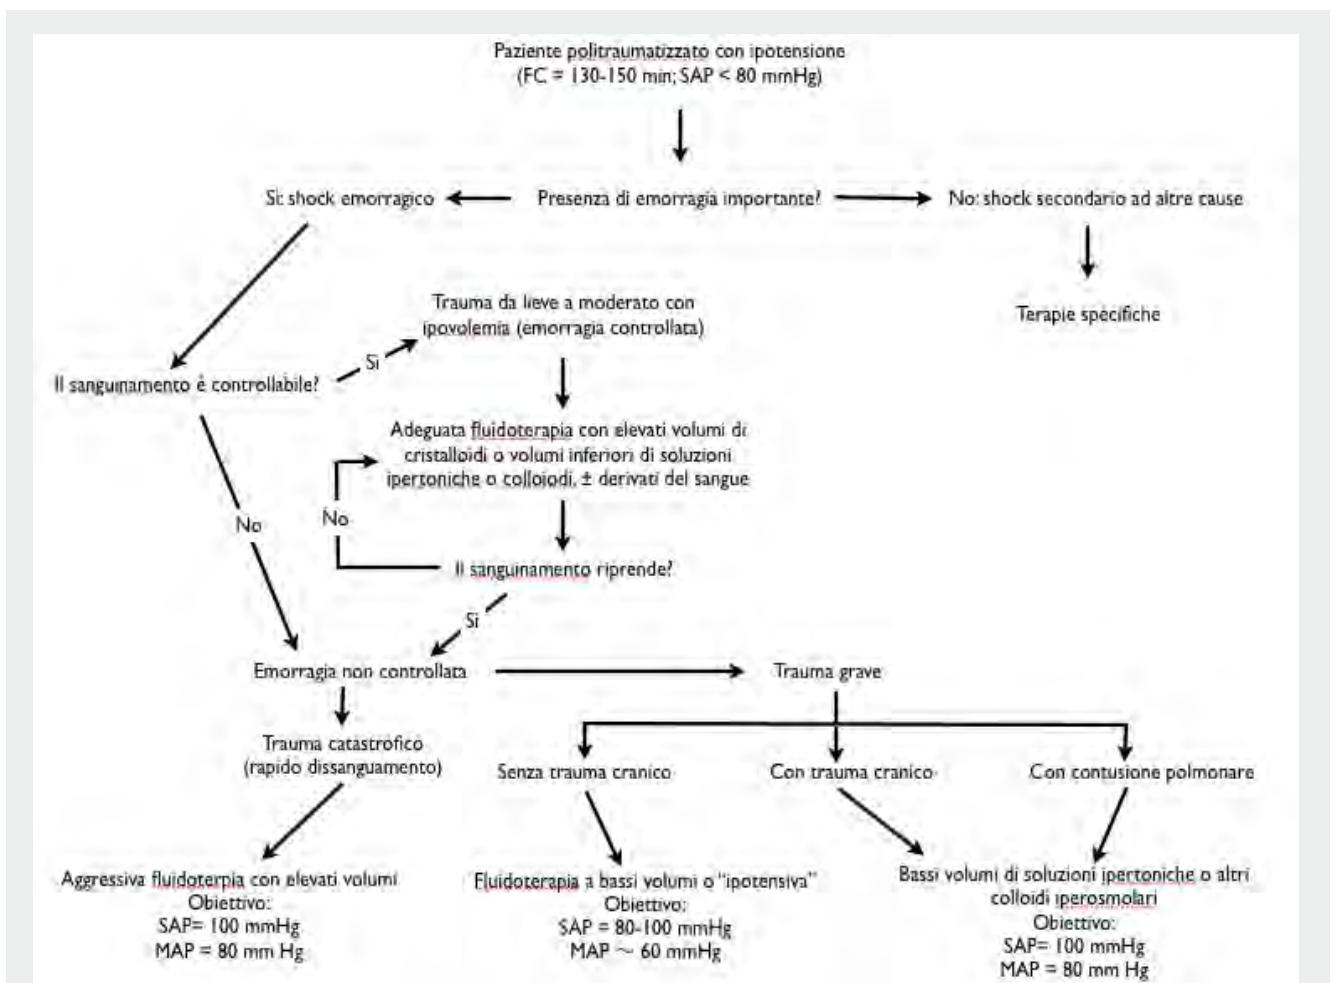 Paziente politraumatizzato con ipotensione
(FC = 130-150 min; SAP < 80 mmHg)
Si: shock emorragico
Presenza di emorragia importante?
No: shock secondario ad altre cause
Trauma da lieve a moderato con
ipovolemia (emorragia controllata)
Terapie specifiche
Si
Il sanguinamento è controllabile?
Adeguata fluidoterapia con elevati volumi di
cristalloidi o volumi inferiori di soluzioni
ipertoniche o colloiodi, ± derivati del sangue
No
No
Il sanguinamento riprende?
Si
Emorragia non controllata
Trauma grave
Trauma catastrofico
(rapido dissanguamento)
Senza trauma cranico
Con trauma cranico
Con contusione polmonare
Aggressiva fluidoterpia con elevati volumi
Obiettivo:
SAP= 100 mmHg
MAP = 80 mm Hg
Fluidoterapia a bassi volumi o “ipotensiva”
Obiettivo:
SAP = 80-100 mmHg
MAP ~ 60 mmHg
Bassi volumi di soluzioni ipertoniche o altri
colloidi iperosmolari
Obiettivo:
SAP= 100 mmHg
MAP = 80 mm Hg